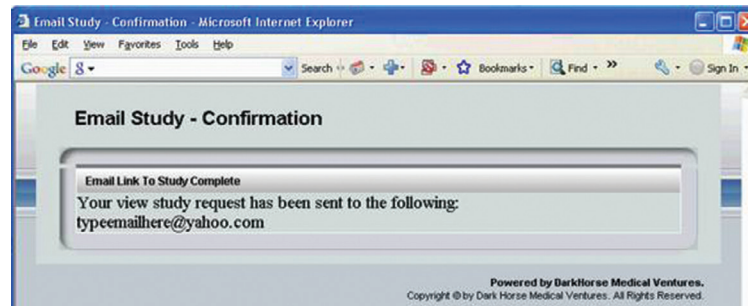 Email Study - Confirmation - Microsoft Internet Explorer
File Edit View Favorites Tools Help
Google Search Bookmarks Find Sign In
Email Study - Confirmation
Email Link To Study Complete
Your view study request has been sent to the following:
typeemailhere@yahoo.com
Powered by DarkHorse Medical Ventures.
Copyright © by Dark Horse Medical Ventures. All Rights Reserved.